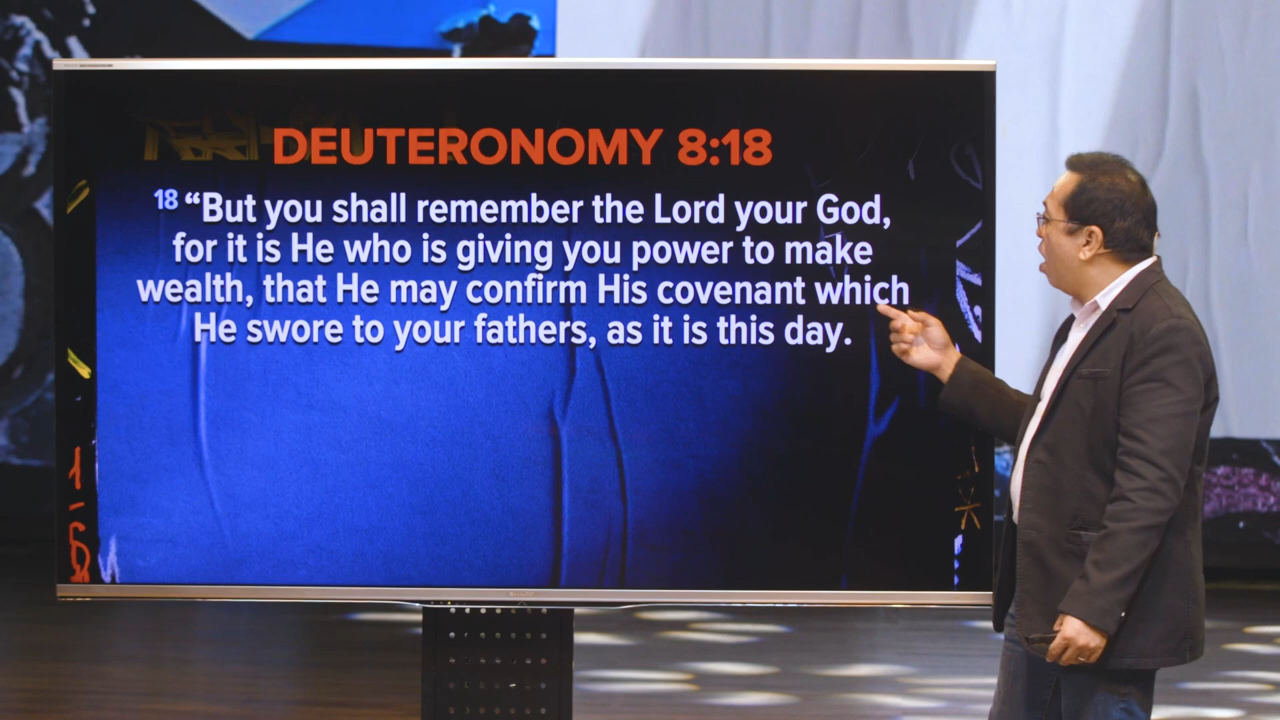 DEUTERONOMY 8:18
18 “But you shall remember the Lord your God,
for it is He who is giving you power to make
wealth, that He may confirm His covenant which
He swore to your fathers, as it is this day.